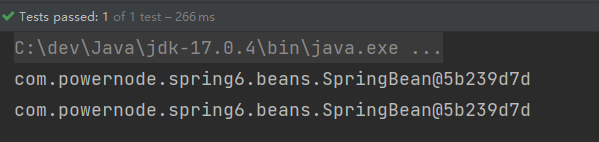 Tests passed: 1 of 1 test – 266 ms
C:\dev\Java\jdk-17.0.4\bin\java.exe ...
com.powernode.spring6.beans.SpringBean@5b239d7d
com.powernode.spring6.beans.SpringBean@5b239d7d